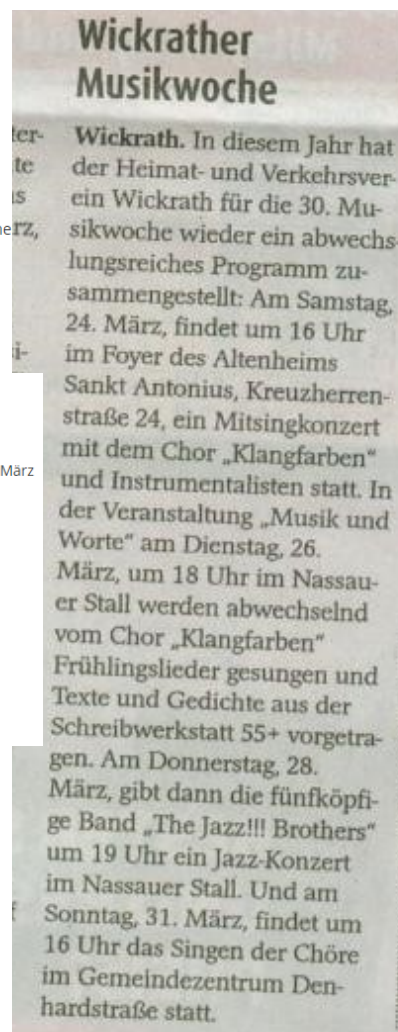 ter-
te
März
Wickrather
Musikwoche
Wickrath. In diesem Jahr hat
der Heimat- und Verkehrsver-
ein Wickrath für die 30. Mu-
sikwoche wieder ein abwechs-
lungsreiches Programm zu-
sammengestellt: Am Samstag,
24. März, findet um 16 Uhr
im Foyer des Altenheims
Sankt Antonius, Kreuzherren-
straße 24, ein Mitsingkonzert
mit dem Chor „Klangfarben“
und Instrumentalisten statt. In
der Veranstaltung „Musik und
Worte“ am Dienstag, 26.
März, um 18 Uhr im Nassau-
er Stall werden abwechselnd
vom Chor „Klangfarben“
Frühlingslieder gesungen und
Texte und Gedichte aus der
Schreibwerkstatt 55+ vorgetra-
gen. Am Donnerstag, 28.
März, gibt dann die fünfköpfi-
ge Band „The Jazz!!! Brothers“
um 19 Uhr ein Jazz-Konzert
im Nassauer Stall. Und am
Sonntag, 31. März, findet um
16 Uhr das Singen der Chöre
im Gemeindezentrum Den-
hardstraße statt.